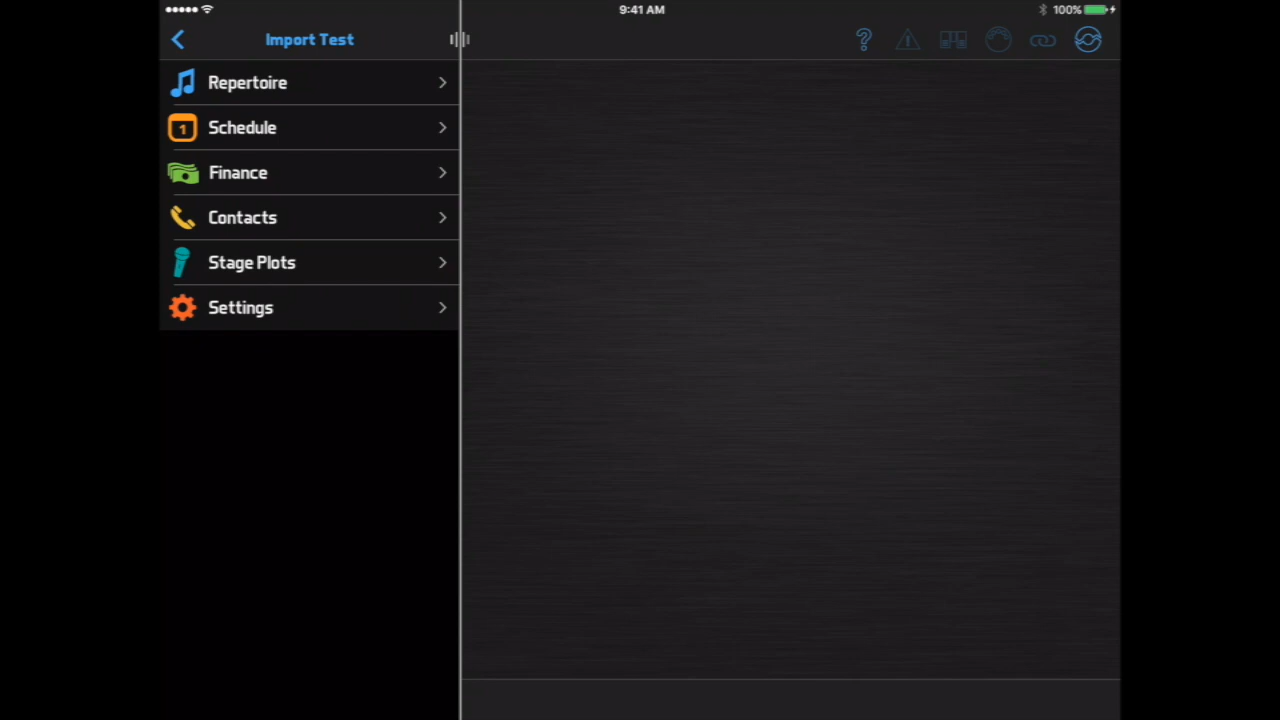 9:41 AM
100%
Import Test
?
Repertoire
1 Schedule
Finance
Contacts
Stage Plots
Settings